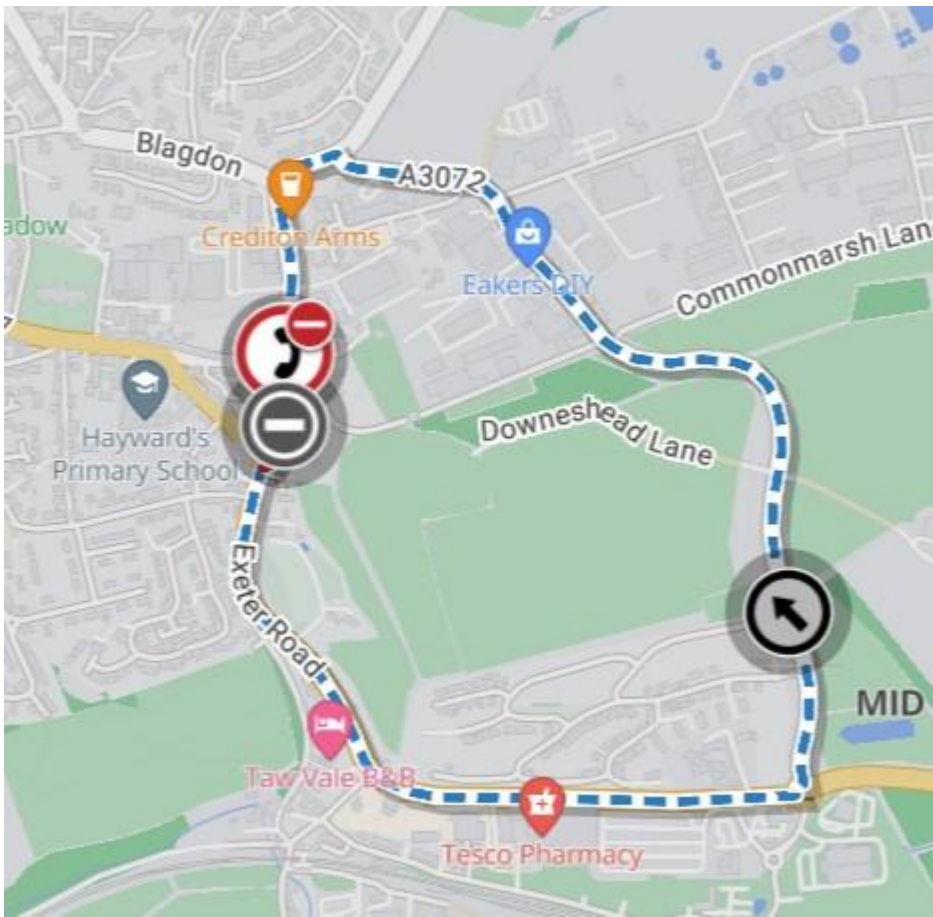 Blagdon
A3072
adow
Crediton Arms
Eakers DIY
Commonmarsh Lan
Hayward's
Primary School
Downeshead Lane
Exeter Road
MID
Taw Vale B&B
Tesco Pharmacy